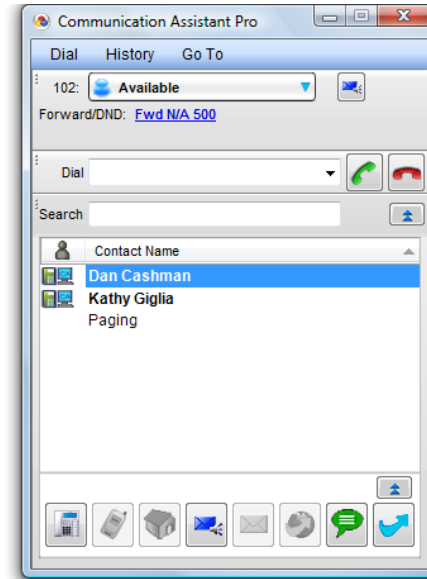 Communication Assistant Pro
Dial History Go To
102: Available
Forward/DND: Fwd N/A 500
Dial
Search
Contact Name
Dan Cashman
Kathy Giglia
Paging